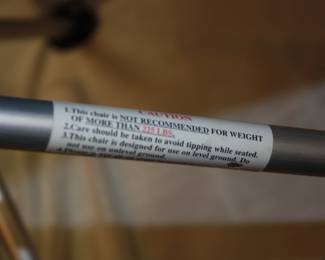 CAUTION
1.This chair is NOT RECOMMENDED FOR WEIGHT
OF MORE THAN 225 LBS.
2.Care should be taken to avoid tipping while seated.
3.This chair is designed for use on level ground. Do
not use on unlevel ground.